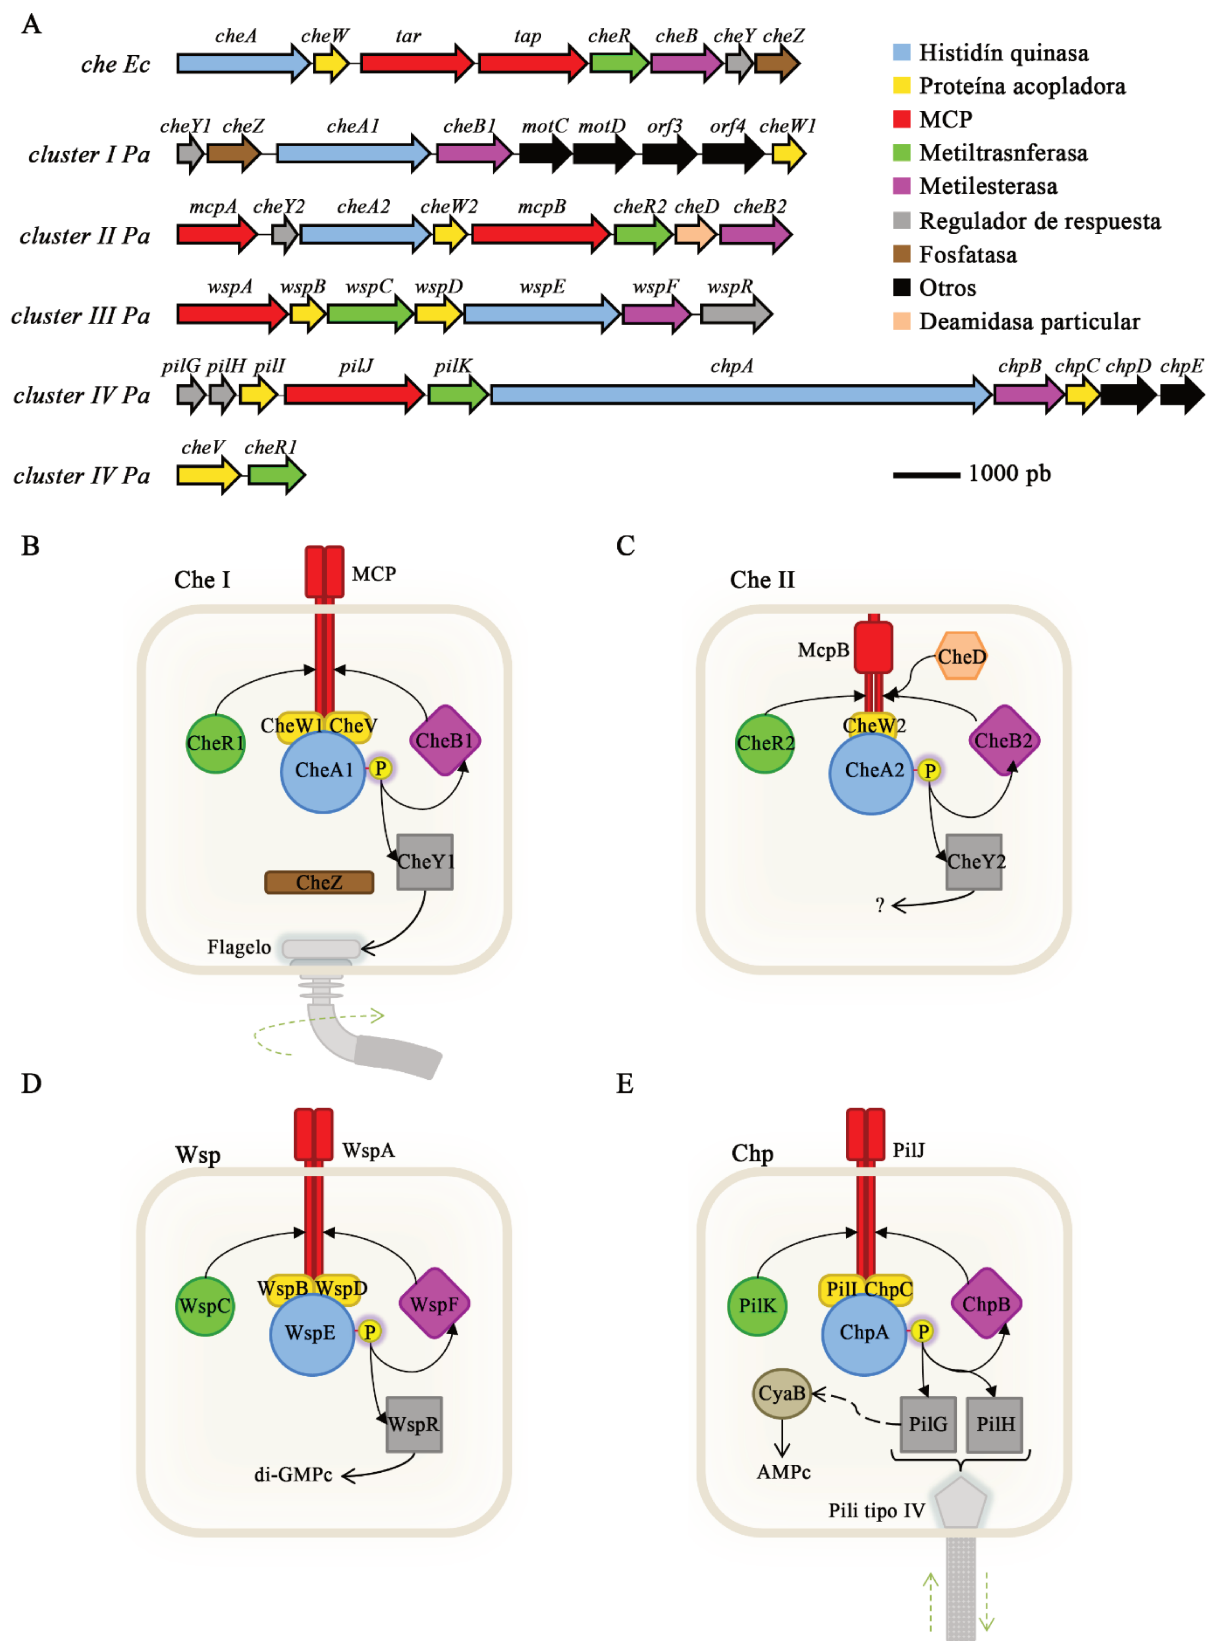 A
che Ec
cheA cheW tar tap cheR cheB cheY cheZ
cluster I Pa
cheY1 cheZ cheA1 cheB1 motC motD orf3 orf4 cheW1
cluster II Pa
mcpA cheY2 cheA2 cheW2 mcpB cheR2 cheD cheB2
cluster III Pa
wspA wspB wspC wspD wspE wspF wspR
cluster IV Pa
pilG pilH pilI pilJ pilK chpA chpB chpC chpD chpE
cluster IV Pa
cheV cheR1
Histidín quinasa
Proteína acopladora
MCP
Metiltrasnferasa
Metilesterasa
Regulador de respuesta
Fosfatasa
Otros
Deamidasa particular
1000 pb
B
Che I
MCP
CheR1
CheW1 CheV
CheB1
CheA1
P
CheY1
CheZ
Flagelo
C
Che II
McpB
CheD
CheR2
CheW2
CheB2
CheA2
P
CheY2
?
D
Wsp
WspA
WspC
WspB WspD
WspF
WspE
P
WspR
di-GMPc
E
Chp
PilJ
PilK
PilI ChpC
ChpB
ChpA
P
CyaB
PilG
PilH
AMPc
Pili tipo IV